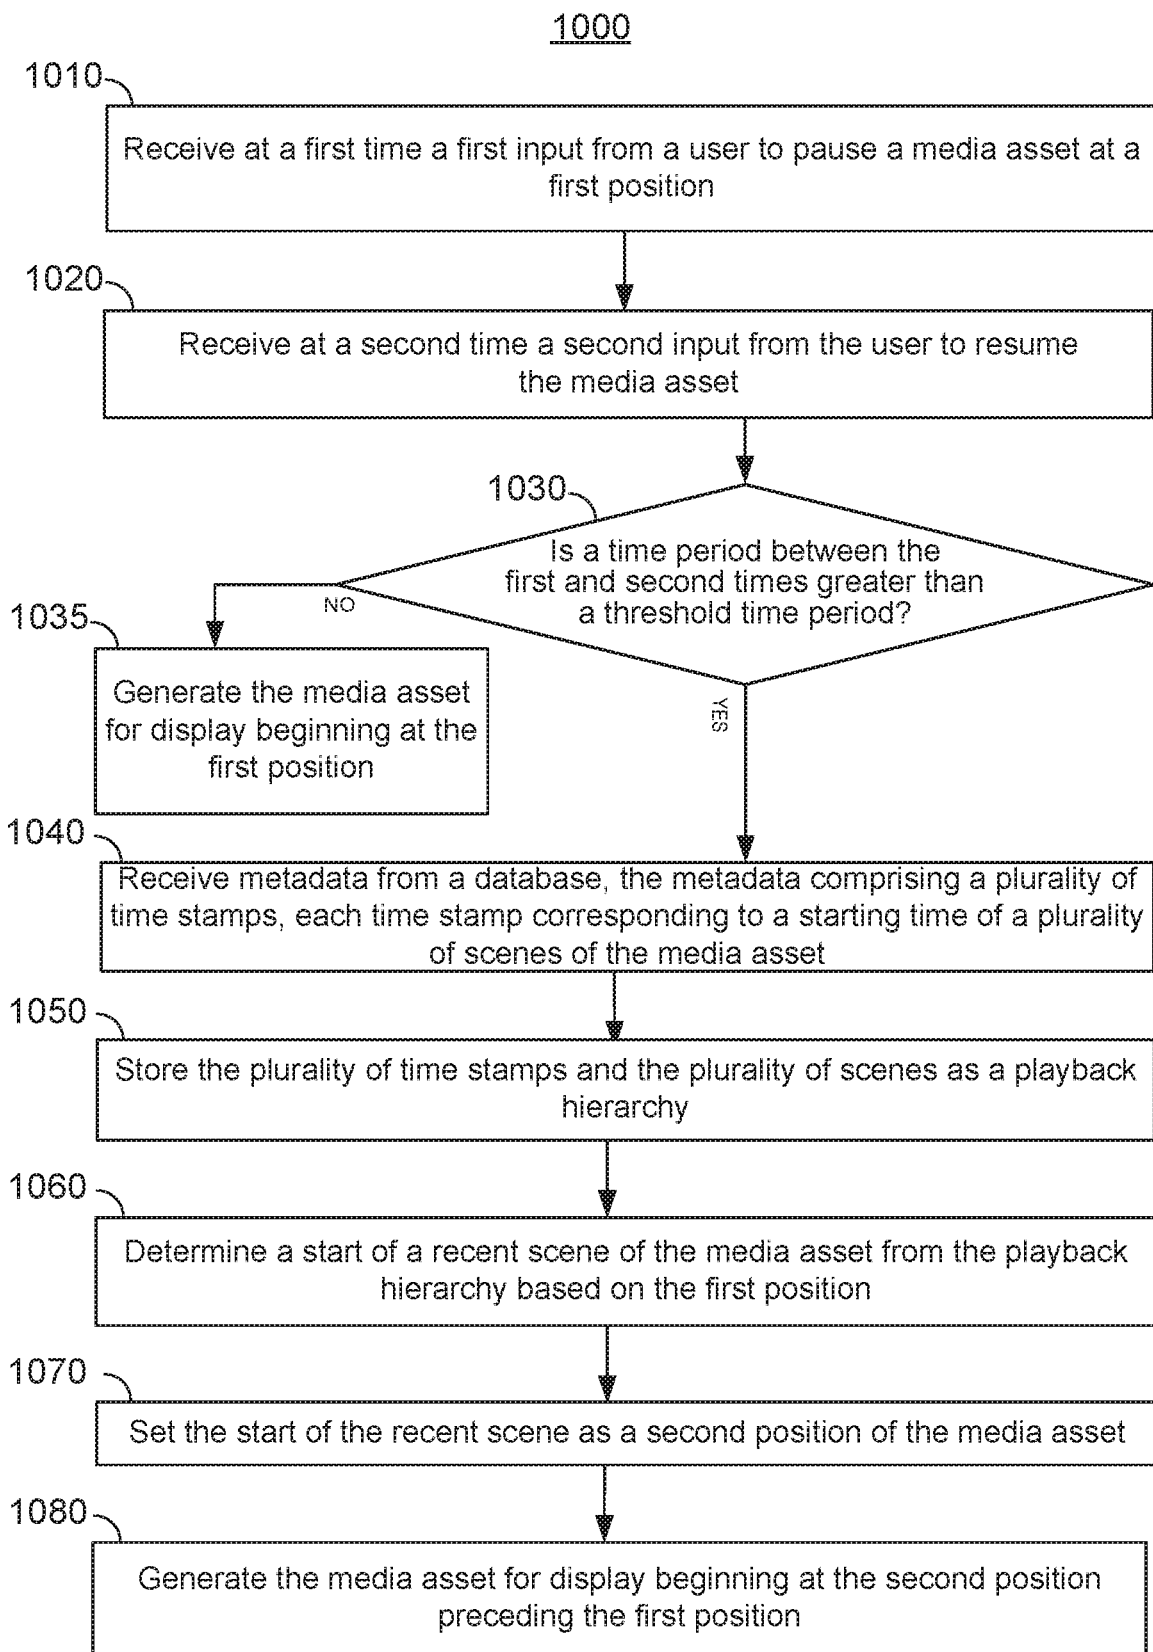 1000
1010
Receive at a first time a first input from a user to pause a media asset at a
first position
1020
Receive at a second time a second input from the user to resume
the media asset
1030
Is a time period between the
first and second times greater than
a threshold time period?
NO
YES
1035
Generate the media asset
for display beginning at the
first position
1040
Receive metadata from a database, the metadata comprising a plurality of
time stamps, each time stamp corresponding to a starting time of a plurality
of scenes of the media asset
1050
Store the plurality of time stamps and the plurality of scenes as a playback
hierarchy
1060
Determine a start of a recent scene of the media asset from the playback
hierarchy based on the first position
1070
Set the start of the recent scene as a second position of the media asset
1080
Generate the media asset for display beginning at the second position
preceding the first position